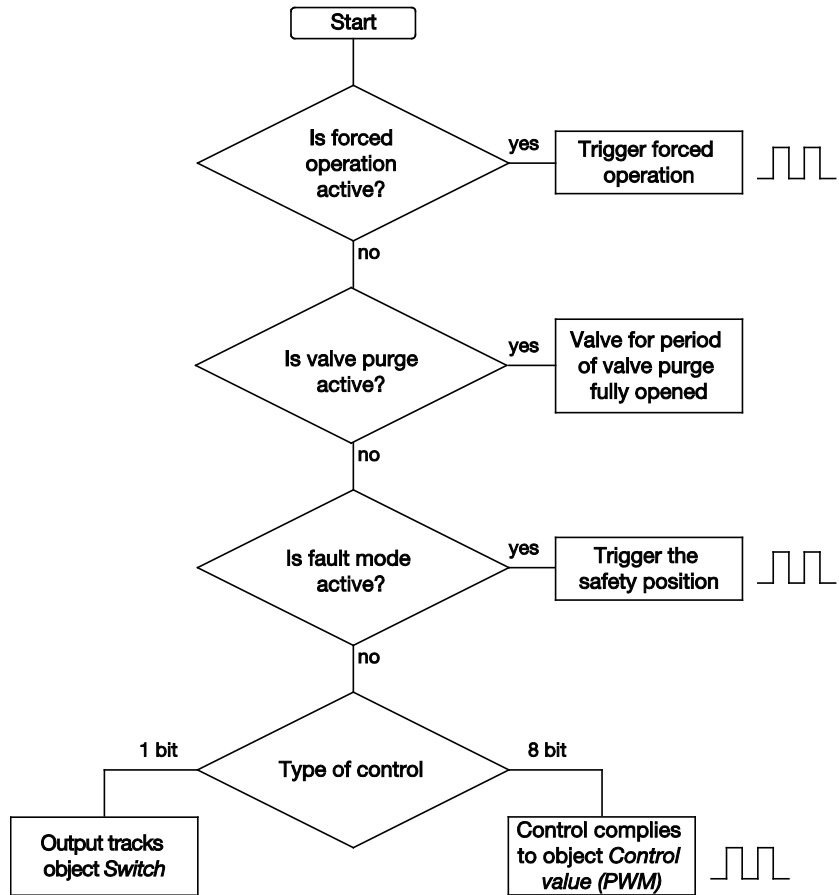 Start
Is forced
operation
active?
yes
Trigger forced
operation
no
Is valve purge
active?
yes
Valve for period
of valve purge
fully opened
no
Is fault mode
active?
yes
Trigger the
safety position
no
Type of control
1 bit
8 bit
Output tracks
object Switch
Control complies
to object Control
value (PWM)